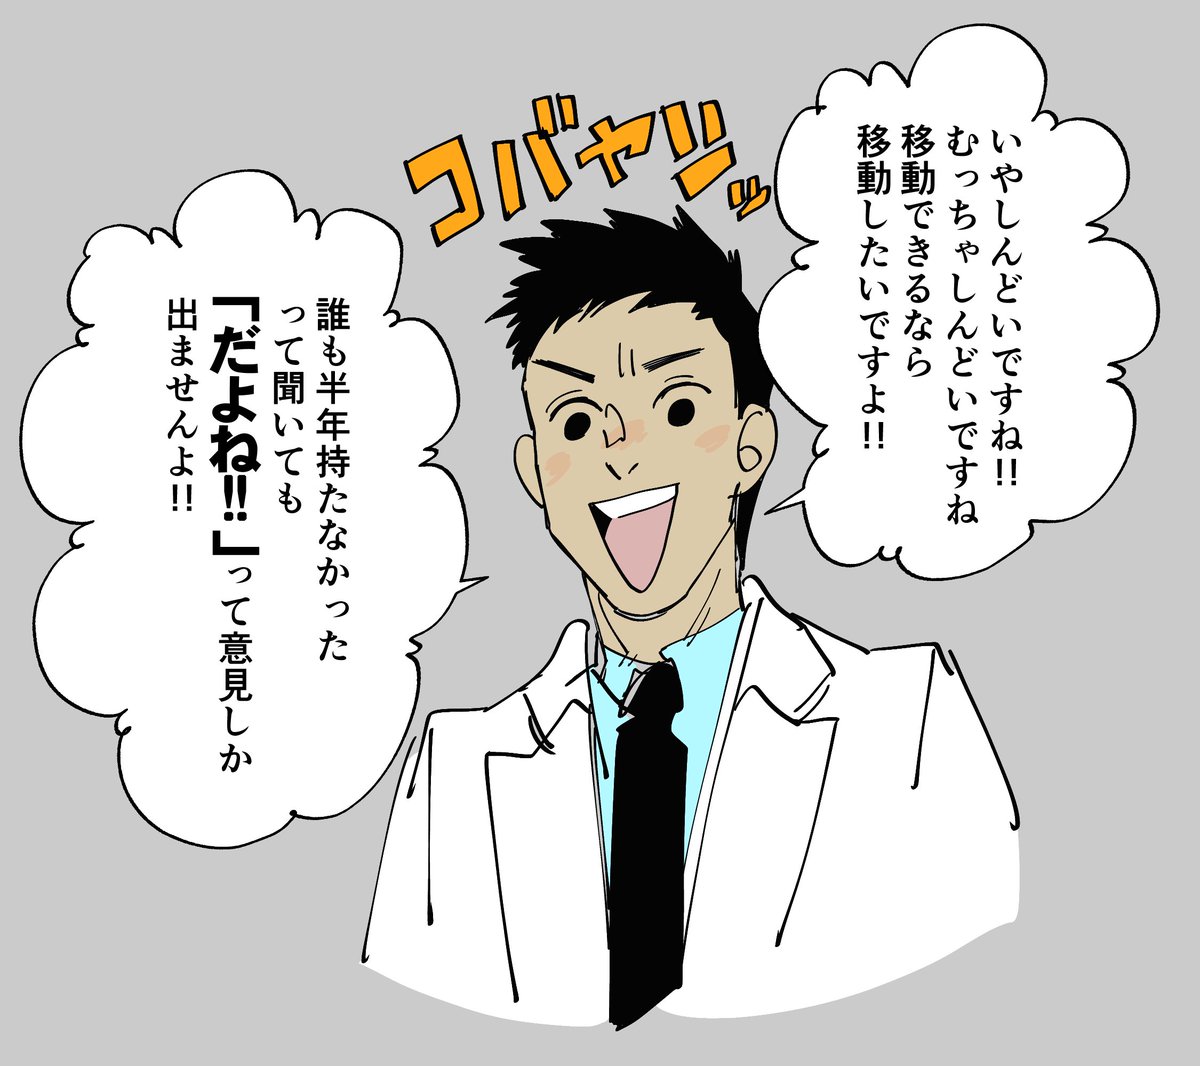 コバヤシッ
いやしんどいですね!!
むっちゃしんどいですね
移動できるなら
移動したいですよ!!
誰も半年持たなかった
って聞いても
「だよね!!」って意見しか
出ませんよ!!